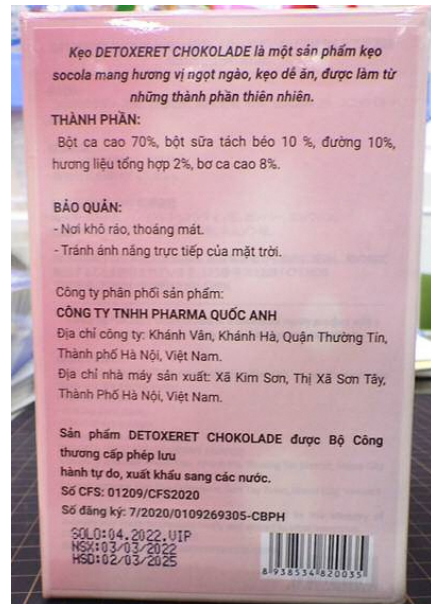 Kẹo DETOXERET CHOKOLADE là một sản phẩm kẹo
socola mang hương vị ngọt ngào, kẹo dễ ăn, được làm từ
những thành phần thiên nhiên.
THÀNH PHẦN:
Bột ca cao 70%, bột sữa tách béo 10 %, đường 10%,
hương liệu tổng hợp 2%, bơ ca cao 8%.
BẢO QUẢN:
- Nơi khô ráo, thoáng mát.
- Tránh ánh nắng trực tiếp của mặt trời.
Công ty phân phối sản phẩm:
CÔNG TY TNHH PHARMA QUỐC ANH
Địa chỉ công ty: Khánh Vân, Khánh Hà, Quận Thường Tín,
Thành phố Hà Nội, Việt Nam.
Địa chỉ nhà máy sản xuất: Xã Kim Sơn, Thị Xã Sơn Tây,
Thành Phố Hà Nội, Việt Nam.
Sản phẩm DETOXERET CHOKOLADE được Bộ Công
thương cấp phép lưu
hành tự do, xuất khẩu sang các nước.
Số CFS: 01209/CFS2020
Số đăng ký: 7/2020/0109269305-CBPH
SOLO:04.2022.VIP
NSX:03/03/2022
HSD:02/03/2025
8 938534 820035